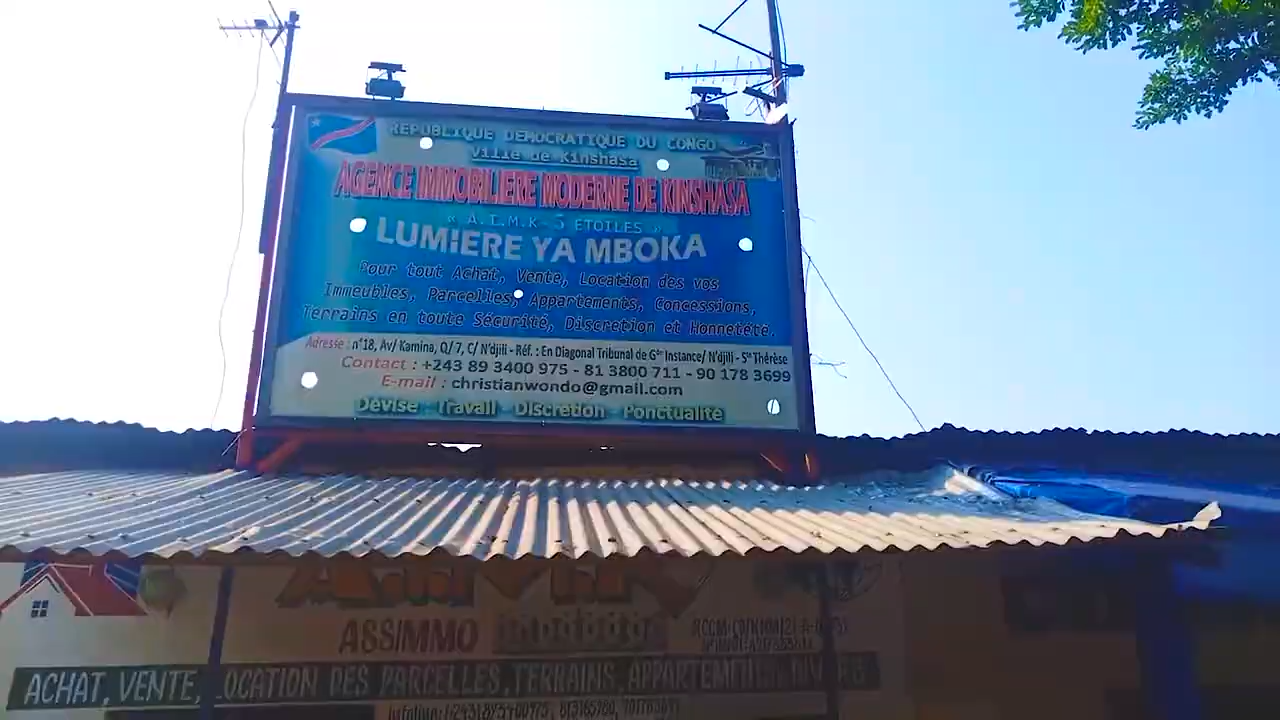 REPUBLIQUE DEMOCRATIQUE DU CONGO
Ville de Kinshasa
AGENCE IMMOBILIERE MODERNE DE KINSHASA
« A.I.M.K - 5 ETOILES »
LUMIERE YA MBOKA
Pour tout Achat, Vente, Location des vos
Immeubles, Parcelles, Appartements, Concessions,
Terrains en toute Sécurité, Discretion et Honnetété.
Adresse : n°18, Av/ Kamina, Q/ 7, C/ N'djili - Réf. : En Diagonal Tribunal de Gde Instance/ N'djili - Ste Thérèse
Contact : +243 89 3400 975 - 81 3800 711 - 90 178 3699
E-mail : christianwondo@gmail.com
Dévise : Travail - Discretion - Ponctualité
ASSIMMO
ACHAT, VENTE, LOCATION DES PARCELLES, TERRAINS,